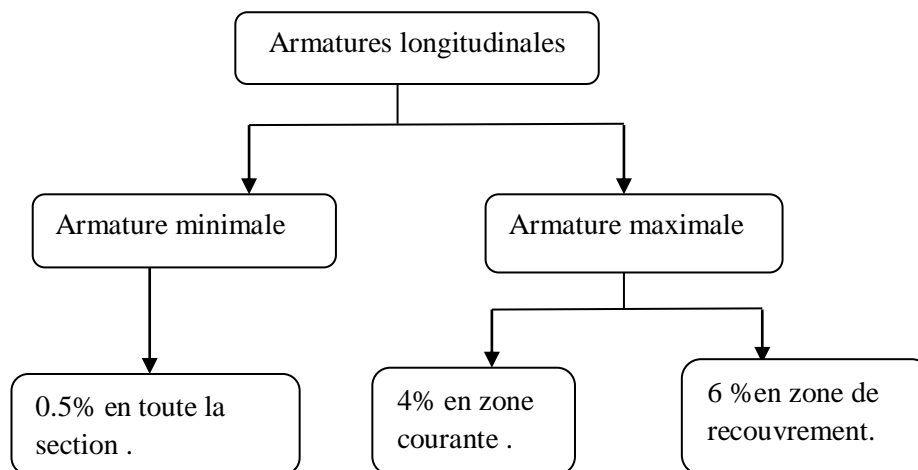 Armatures longitudinales
Armature minimale
Armature maximale
0.5% en toute la
section .
4% en zone
courante .
6 %en zone de
recouvrement.